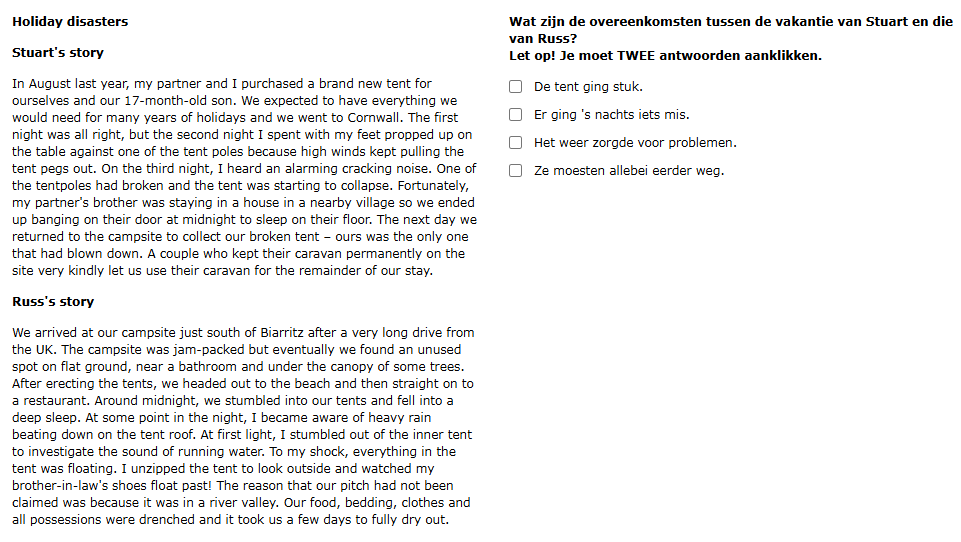 Holiday disasters
Stuart's story
In August last year, my partner and I purchased a brand new tent for
ourselves and our 17-month-old son. We expected to have everything we
would need for many years of holidays and we went to Cornwall. The first
night was all right, but the second night I spent with my feet propped up on
the table against one of the tent poles because high winds kept pulling the
tent pegs out. On the third night, I heard an alarming cracking noise. One of
the tentpoles had broken and the tent was starting to collapse. Fortunately,
my partner's brother was staying in a house in a nearby village so we ended
up banging on their door at midnight to sleep on their floor. The next day we
returned to the campsite to collect our broken tent – ours was the only one
that had blown down. A couple who kept their caravan permanently on the
site very kindly let us use their caravan for the remainder of our stay.
Russ's story
We arrived at our campsite just south of Biarritz after a very long drive from
the UK. The campsite was jam-packed but eventually we found an unused
spot on flat ground, near a bathroom and under the canopy of some trees.
After erecting the tents, we headed out to the beach and then straight on to
a restaurant. Around midnight, we stumbled into our tents and fell into a
deep sleep. At some point in the night, I became aware of heavy rain
beating down on the tent roof. At first light, I stumbled out of the inner tent
to investigate the sound of running water. To my shock, everything in the
tent was floating. I unzipped the tent to look outside and watched my
brother-in-law's shoes float past! The reason that our pitch had not been
claimed was because it was in a river valley. Our food, bedding, clothes and
all possessions were drenched and it took us a few days to fully dry out.
Wat zijn de overeenkomsten tussen de vakantie van Stuart en die
van Russ?
Let op! Je moet TWEE antwoorden aanklikken.
De tent ging stuk.
Er ging 's nachts iets mis.
Het weer zorgde voor problemen.
Ze moesten allebei eerder weg.